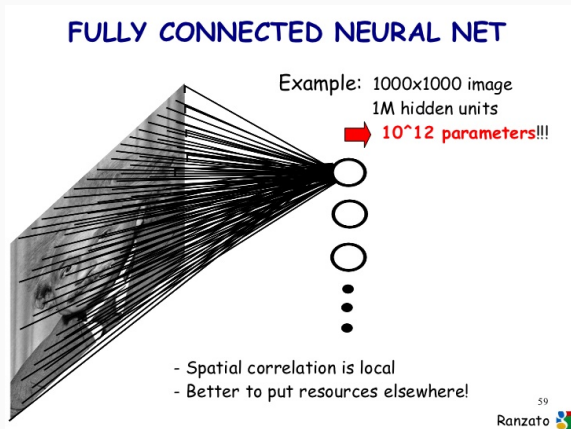 FULLY CONNECTED NEURAL NET
Example: 1000x1000 image
1M hidden units
10^12 parameters!!!
- Spatial correlation is local
- Better to put resources elsewhere!
59
Ranzato